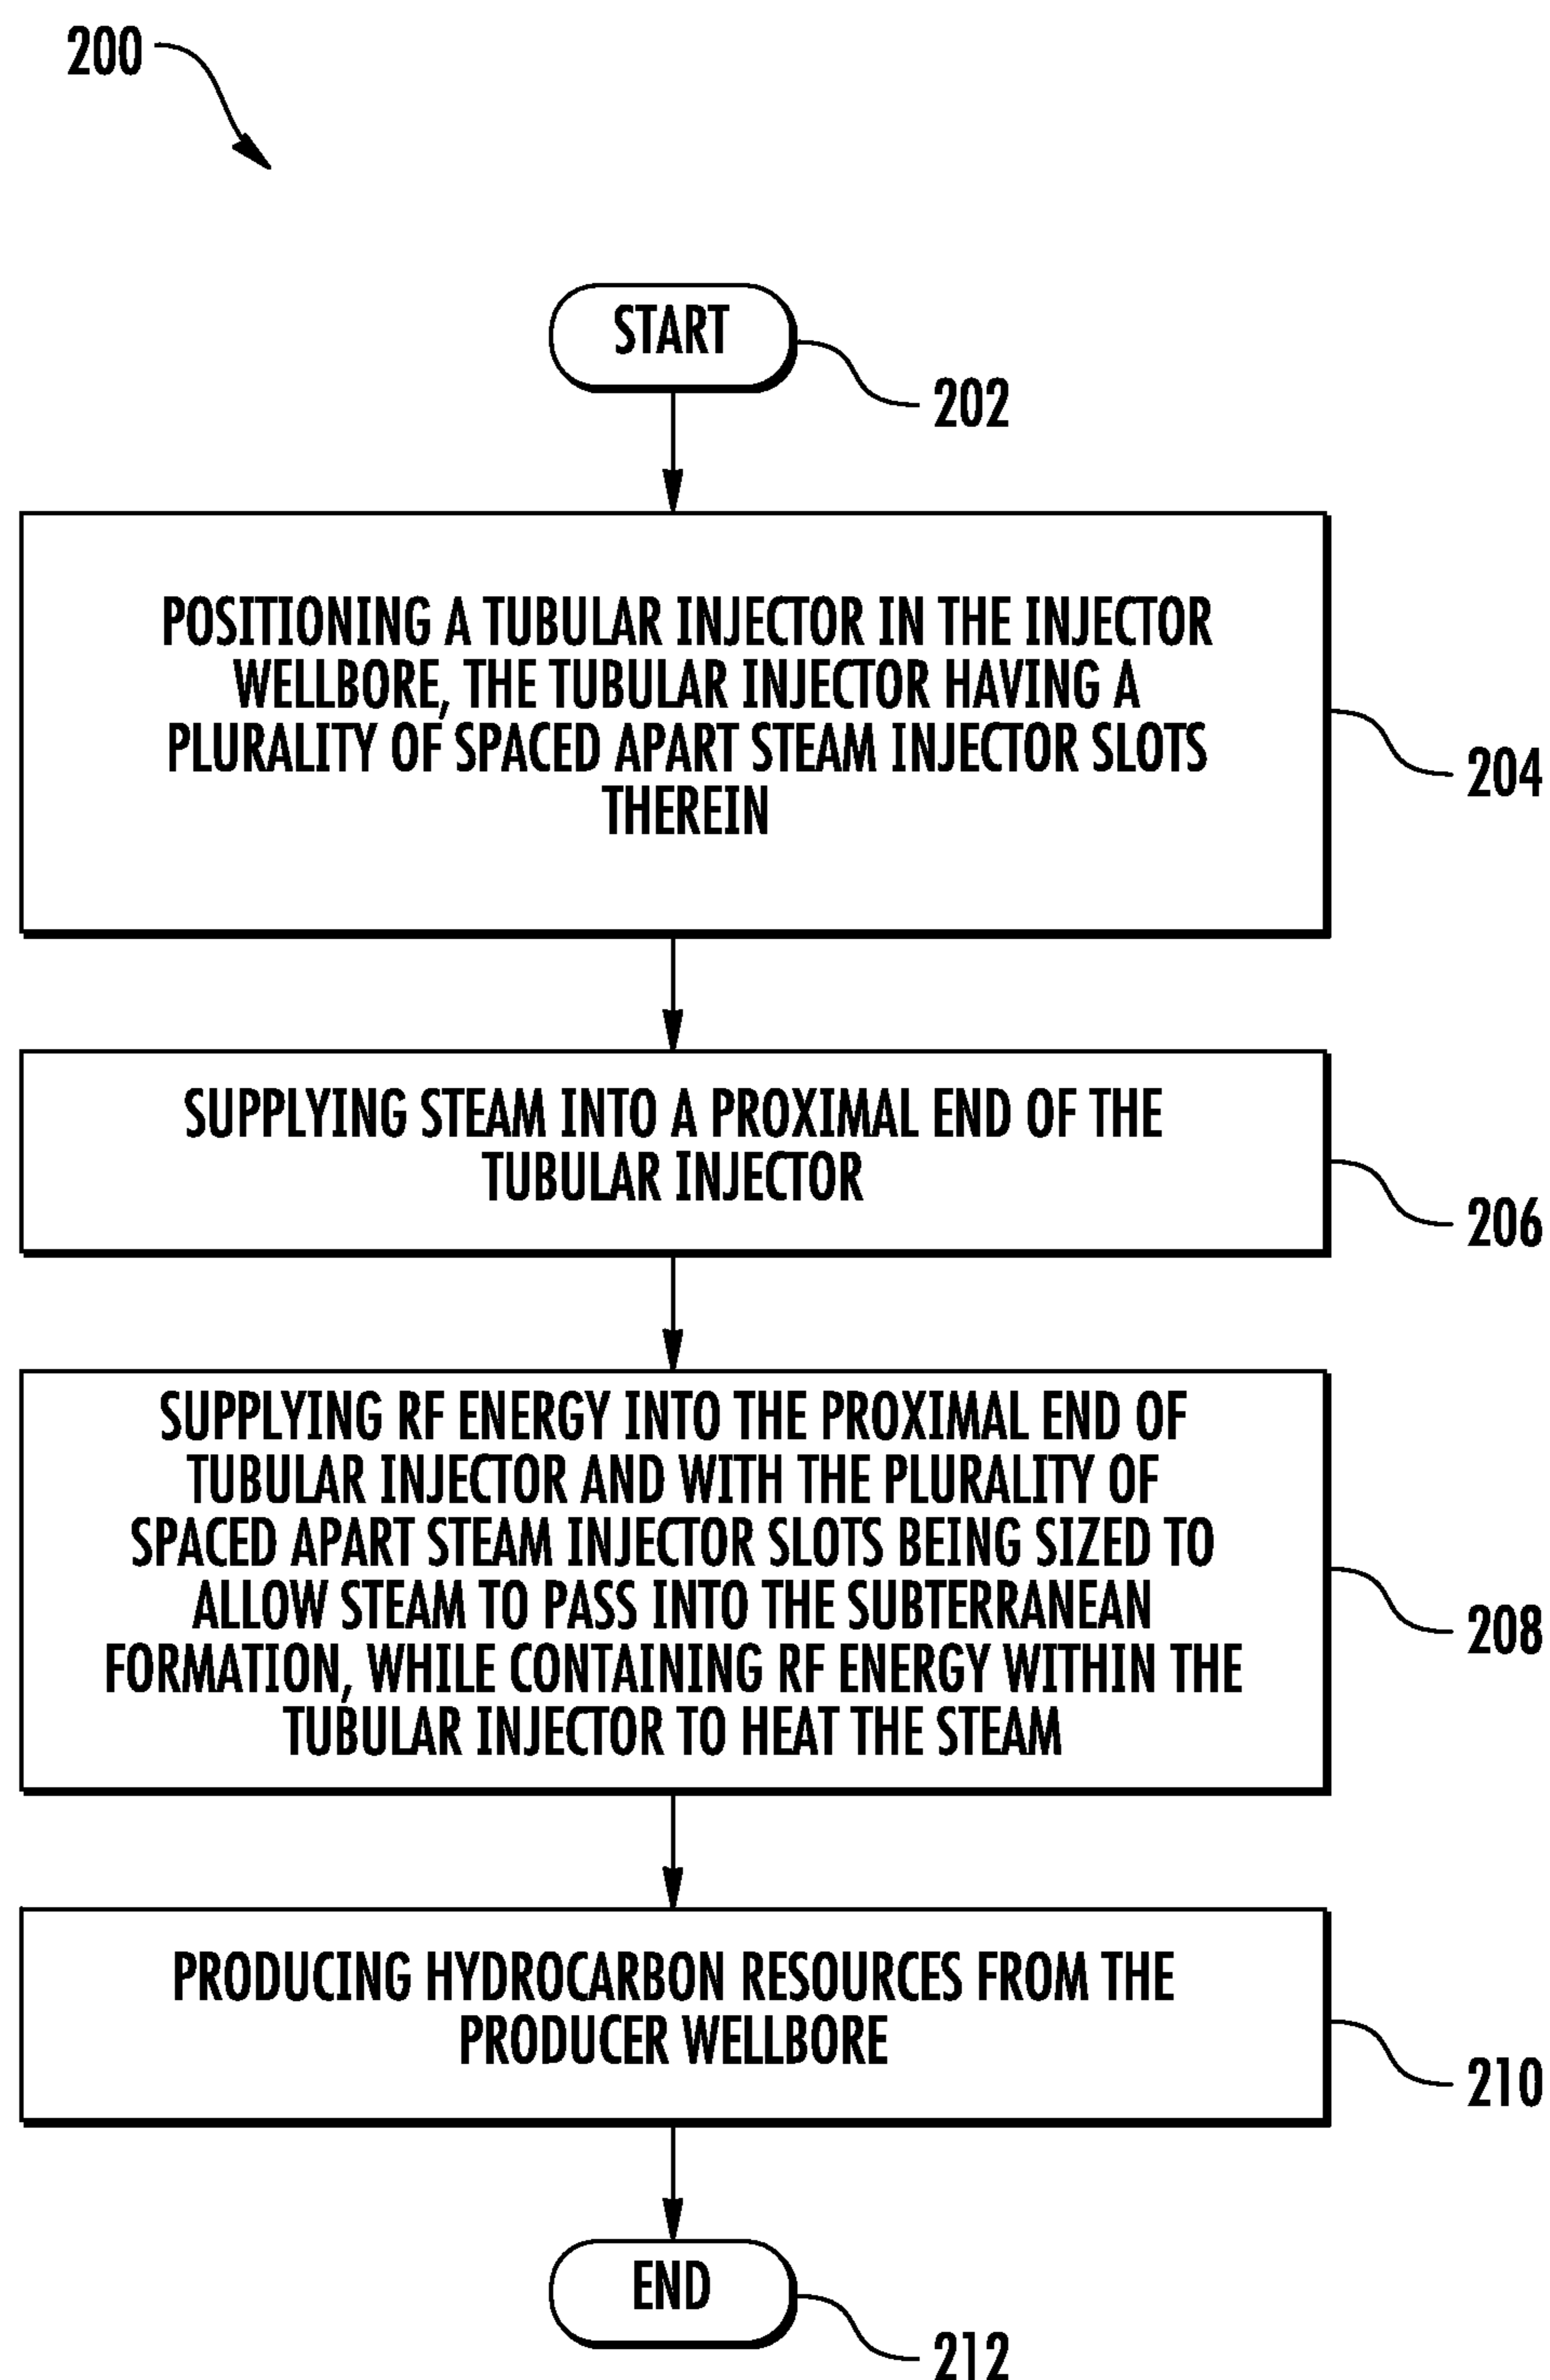 200
START
202
POSITIONING A TUBULAR INJECTOR IN THE INJECTOR
WELLBORE, THE TUBULAR INJECTOR HAVING A
PLURALITY OF SPACED APART STEAM INJECTOR SLOTS
THEREIN
204
SUPPLYING STEAM INTO A PROXIMAL END OF THE
TUBULAR INJECTOR
206
SUPPLYING RF ENERGY INTO THE PROXIMAL END OF
TUBULAR INJECTOR AND WITH THE PLURALITY OF
SPACED APART STEAM INJECTOR SLOTS BEING SIZED TO
ALLOW STEAM TO PASS INTO THE SUBTERRANEAN
FORMATION, WHILE CONTAINING RF ENERGY WITHIN THE
TUBULAR INJECTOR TO HEAT THE STEAM
208
PRODUCING HYDROCARBON RESOURCES FROM THE
PRODUCER WELLBORE
210
END
212